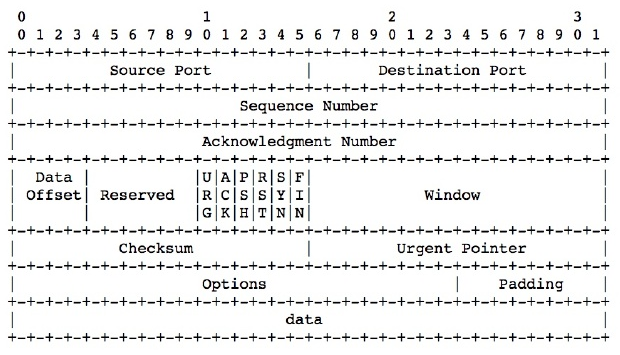 0                   1                   2                   3
 0 1 2 3 4 5 6 7 8 9 0 1 2 3 4 5 6 7 8 9 0 1 2 3 4 5 6 7 8 9 0 1
+-+-+-+-+-+-+-+-+-+-+-+-+-+-+-+-+-+-+-+-+-+-+-+-+-+-+-+-+-+-+-+-+
|          Source Port          |       Destination Port        |
+-+-+-+-+-+-+-+-+-+-+-+-+-+-+-+-+-+-+-+-+-+-+-+-+-+-+-+-+-+-+-+-+
|                        Sequence Number                        |
+-+-+-+-+-+-+-+-+-+-+-+-+-+-+-+-+-+-+-+-+-+-+-+-+-+-+-+-+-+-+-+-+
|                    Acknowledgment Number                      |
+-+-+-+-+-+-+-+-+-+-+-+-+-+-+-+-+-+-+-+-+-+-+-+-+-+-+-+-+-+-+-+-+
|  Data |           |U|A|P|R|S|F|                               |
| Offset| Reserved  |R|C|S|S|Y|I|            Window             |
|       |           |G|K|H|T|N|N|                               |
+-+-+-+-+-+-+-+-+-+-+-+-+-+-+-+-+-+-+-+-+-+-+-+-+-+-+-+-+-+-+-+-+
|           Checksum            |         Urgent Pointer        |
+-+-+-+-+-+-+-+-+-+-+-+-+-+-+-+-+-+-+-+-+-+-+-+-+-+-+-+-+-+-+-+-+
|                    Options                    |    Padding    |
+-+-+-+-+-+-+-+-+-+-+-+-+-+-+-+-+-+-+-+-+-+-+-+-+-+-+-+-+-+-+-+-+
|                             data                              |
+-+-+-+-+-+-+-+-+-+-+-+-+-+-+-+-+-+-+-+-+-+-+-+-+-+-+-+-+-+-+-+-+